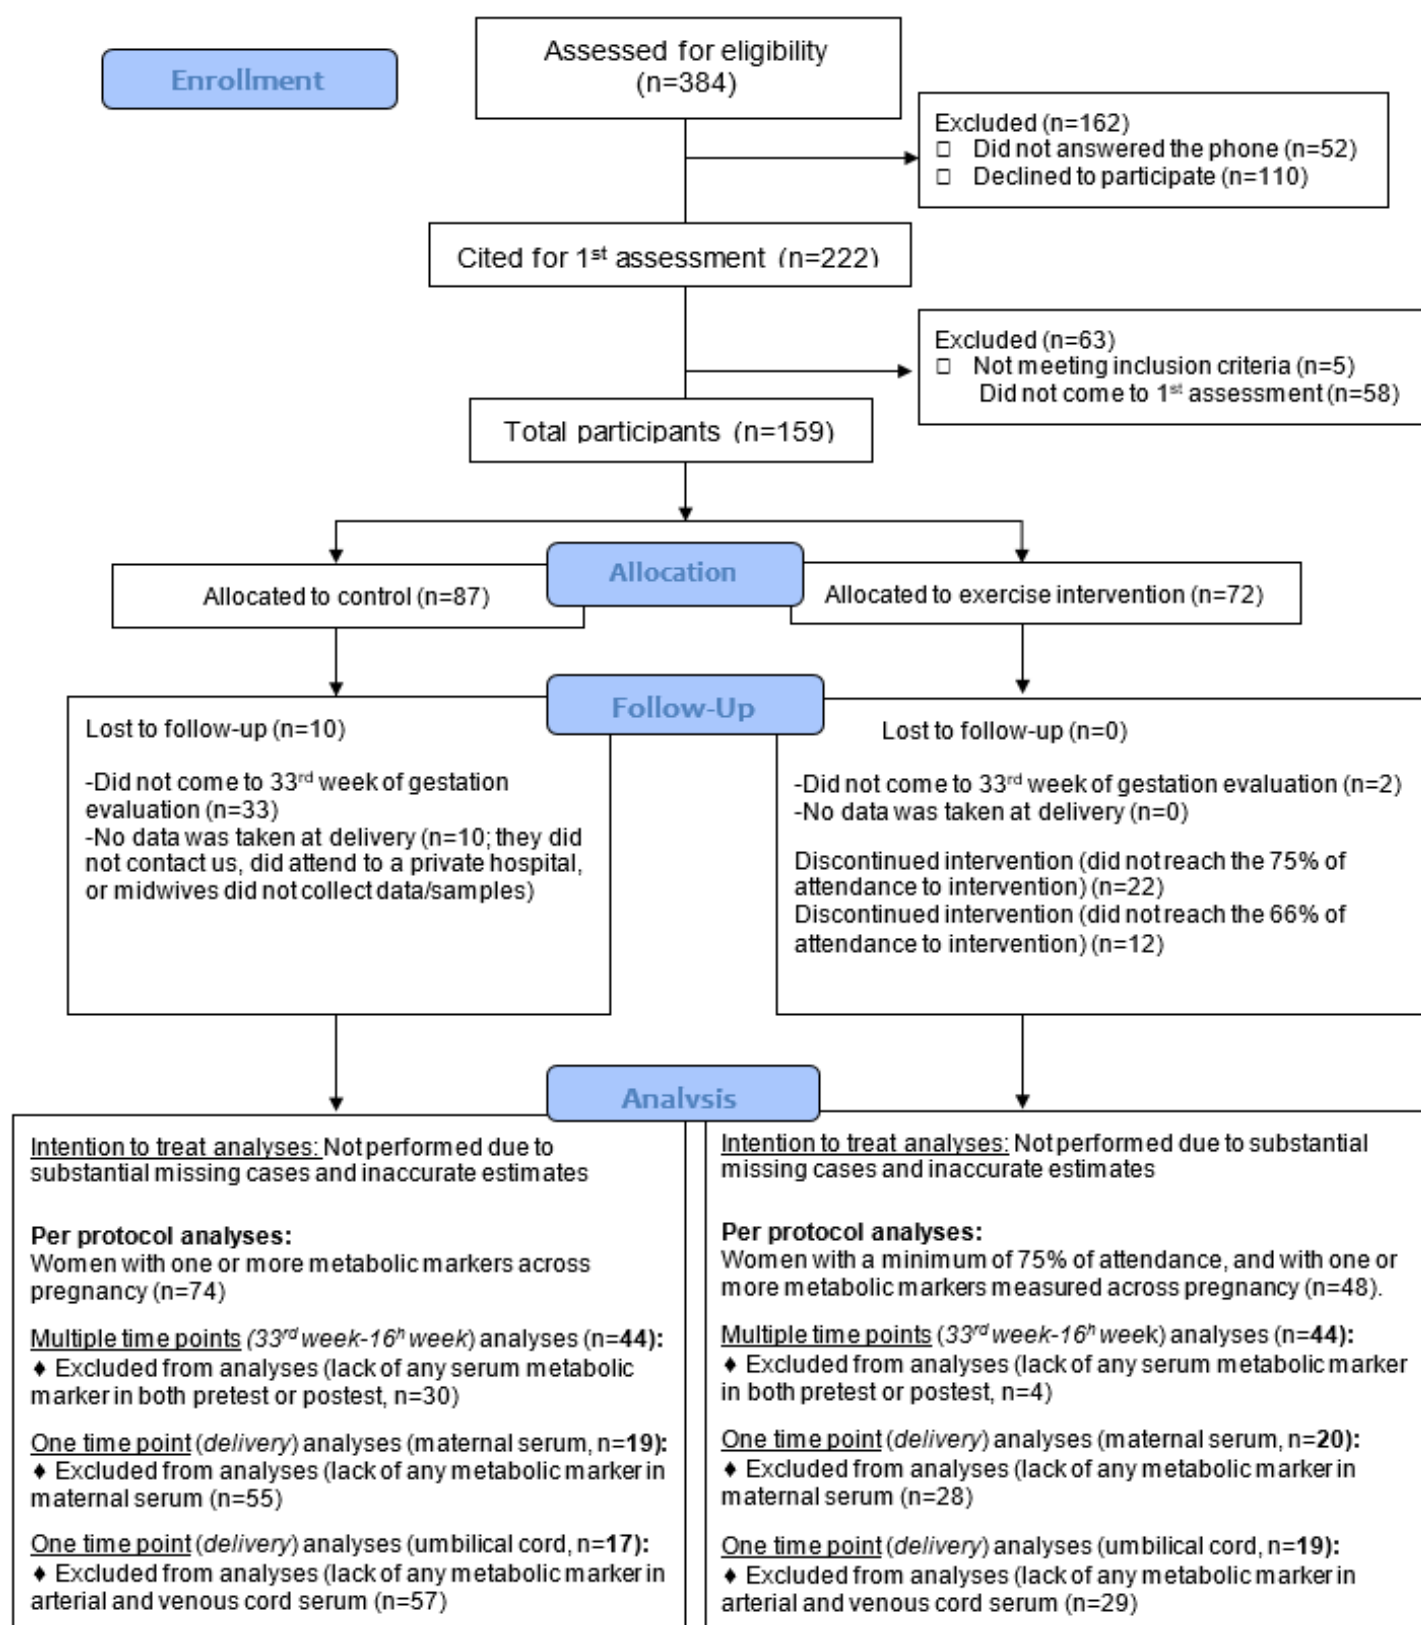 Enrollment
Assessed for eligibility
(n=384)
Excluded (n=162)
□ Did not answered the phone (n=52)
□ Declined to participate (n=110)
Cited for 1st assessment (n=222)
Excluded (n=63)
□ Not meeting inclusion criteria (n=5)
Did not come to 1st assessment (n=58)
Total participants (n=159)
Allocation
Allocated to control (n=87)
Allocated to exercise intervention (n=72)
Follow-Up
Lost to follow-up (n=10)
-Did not come to 33rd week of gestation
evaluation (n=33)
-No data was taken at delivery (n=10; they did
not contact us, did attend to a private hospital,
or midwives did not collect data/samples)
Lost to follow-up (n=0)
-Did not come to 33rd week of gestation evaluation (n=2)
-No data was taken at delivery (n=0)
Discontinued intervention (did not reach the 75% of
attendance to intervention) (n=22)
Discontinued intervention (did not reach the 66% of
attendance to intervention) (n=12)
Analysis
Intention to treat analyses: Not performed due to
substantial missing cases and inaccurate estimates
Per protocol analyses:
Women with one or more metabolic markers across
pregnancy (n=74)
Multiple time points (33rd week-16h week) analyses (n=44):
♦ Excluded from analyses (lack of any serum metabolic
marker in both pretest or postest, n=30)
One time point (delivery) analyses (maternal serum, n=19):
♦ Excluded from analyses (lack of any metabolic marker in
maternal serum (n=55)
One time point (delivery) analyses (umbilical cord, n=17):
♦ Excluded from analyses (lack of any metabolic marker in
arterial and venous cord serum (n=57)
Intention to treat analyses: Not performed due to substantial
missing cases and inaccurate estimates
Per protocol analyses:
Women with a minimum of 75% of attendance, and with one or
more metabolic markers measured across pregnancy (n=48).
Multiple time points (33rd week-16h week) analyses (n=44):
♦ Excluded from analyses (lack of any serum metabolic marker
in both pretest or postest, n=4)
One time point (delivery) analyses (maternal serum, n=20):
♦ Excluded from analyses (lack of any metabolic marker in
maternal serum (n=28)
One time point (delivery) analyses (umbilical cord, n=19):
♦ Excluded from analyses (lack of any metabolic marker in
arterial and venous cord serum (n=29)